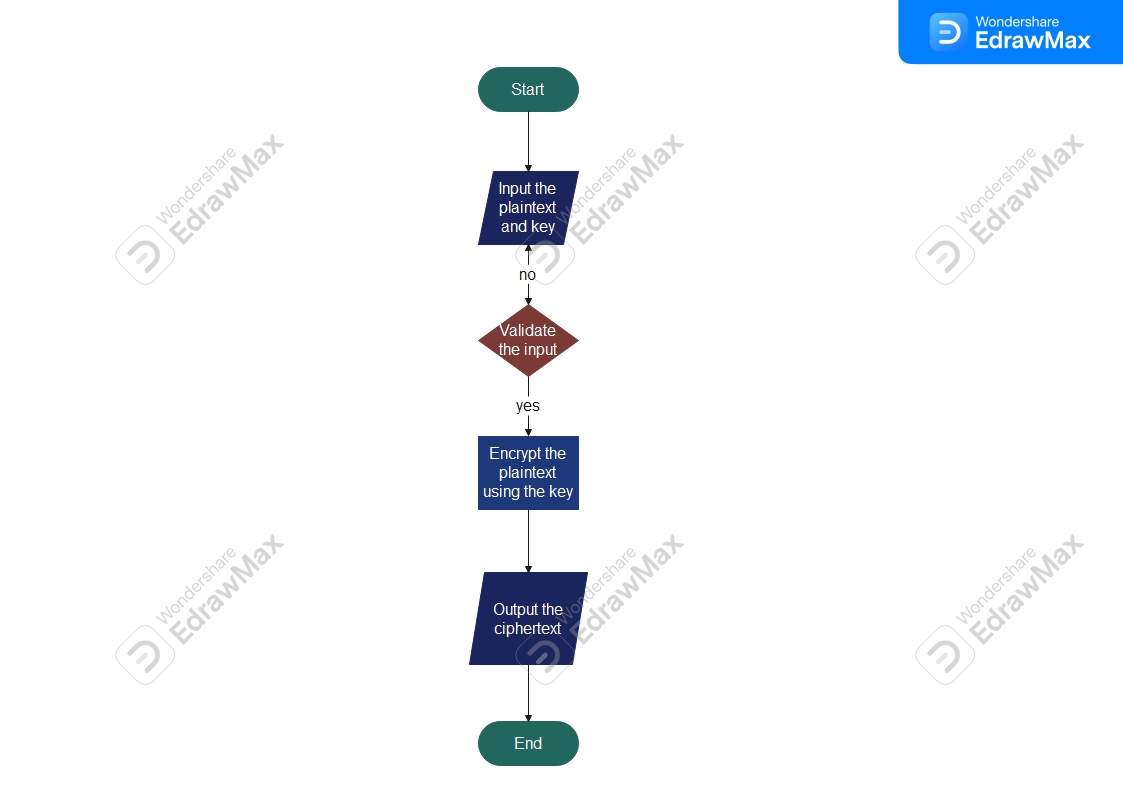 Wondershare
EdrawMax
Start
Wondershare
EdrawMax
Wondershare
EdrawMax
Wondershare
EdrawMax
Input the
plaintext
and key
no
Validate
the input
yes
Encrypt the
plaintext
using the key
Wondershare
EdrawMax
Wondershare
EdrawMax
Wondershare
EdrawMax
Output the
ciphertext
End